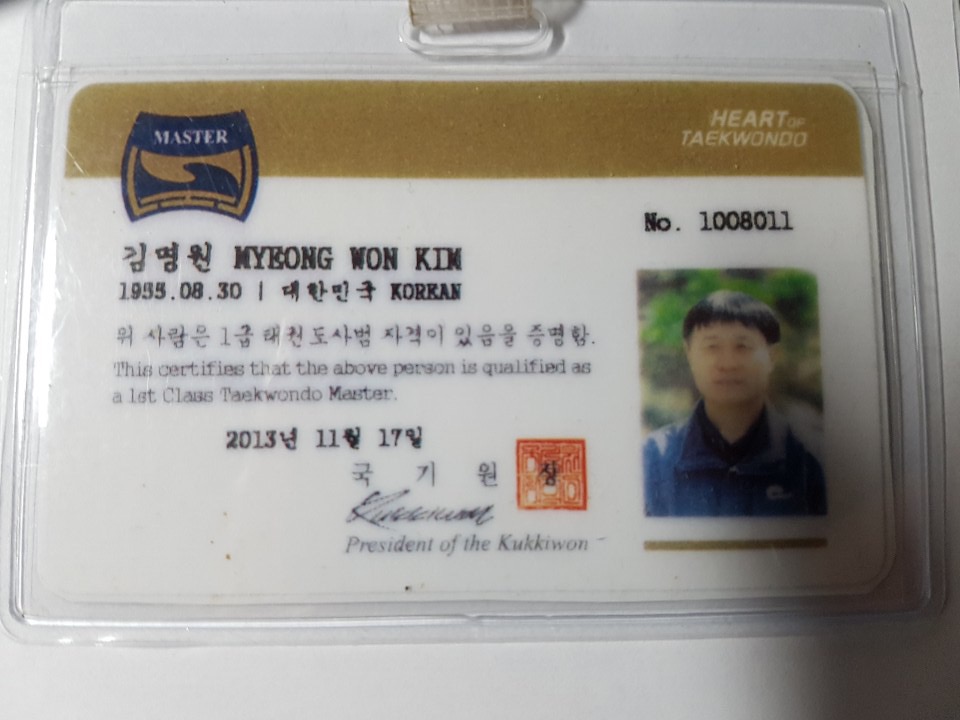 MASTER
HEART OF
TAEKWONDO
No. 1008011
김명원 MYEONG WON KIM
1955.08.30 | 대한민국 KOREAN
위 사람은 1급 태권도사범 자격이 있음을 증명함.
This certifies that the above person is qualified as
a 1st Class Taekwondo Master.
2013년 11월 17일
국 기 원 장
Kukkiwon
President of the Kukkiwon